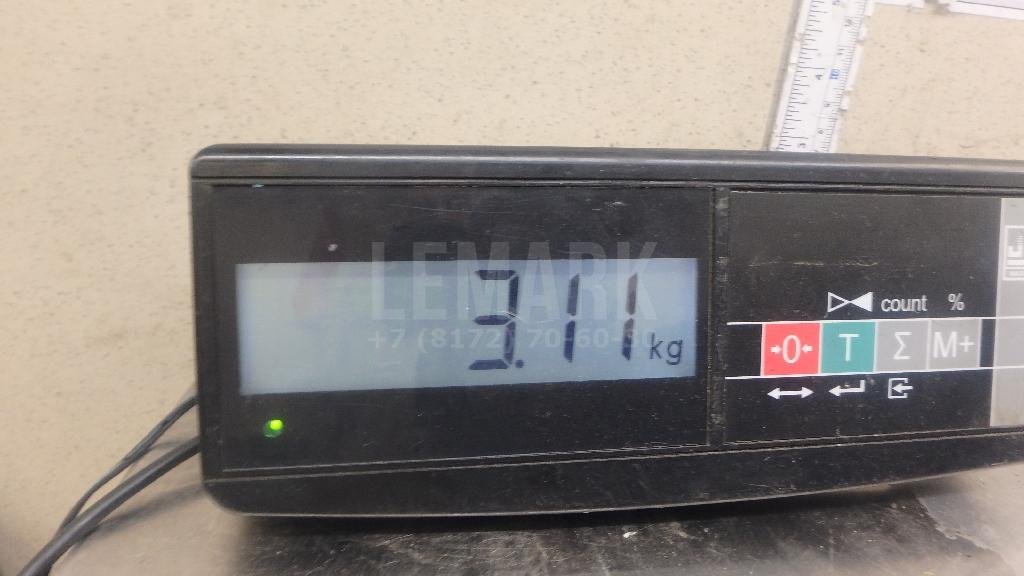 LEMARK
+7 (8172) 70-60-
3.11 kg
count %
0 T Σ M+